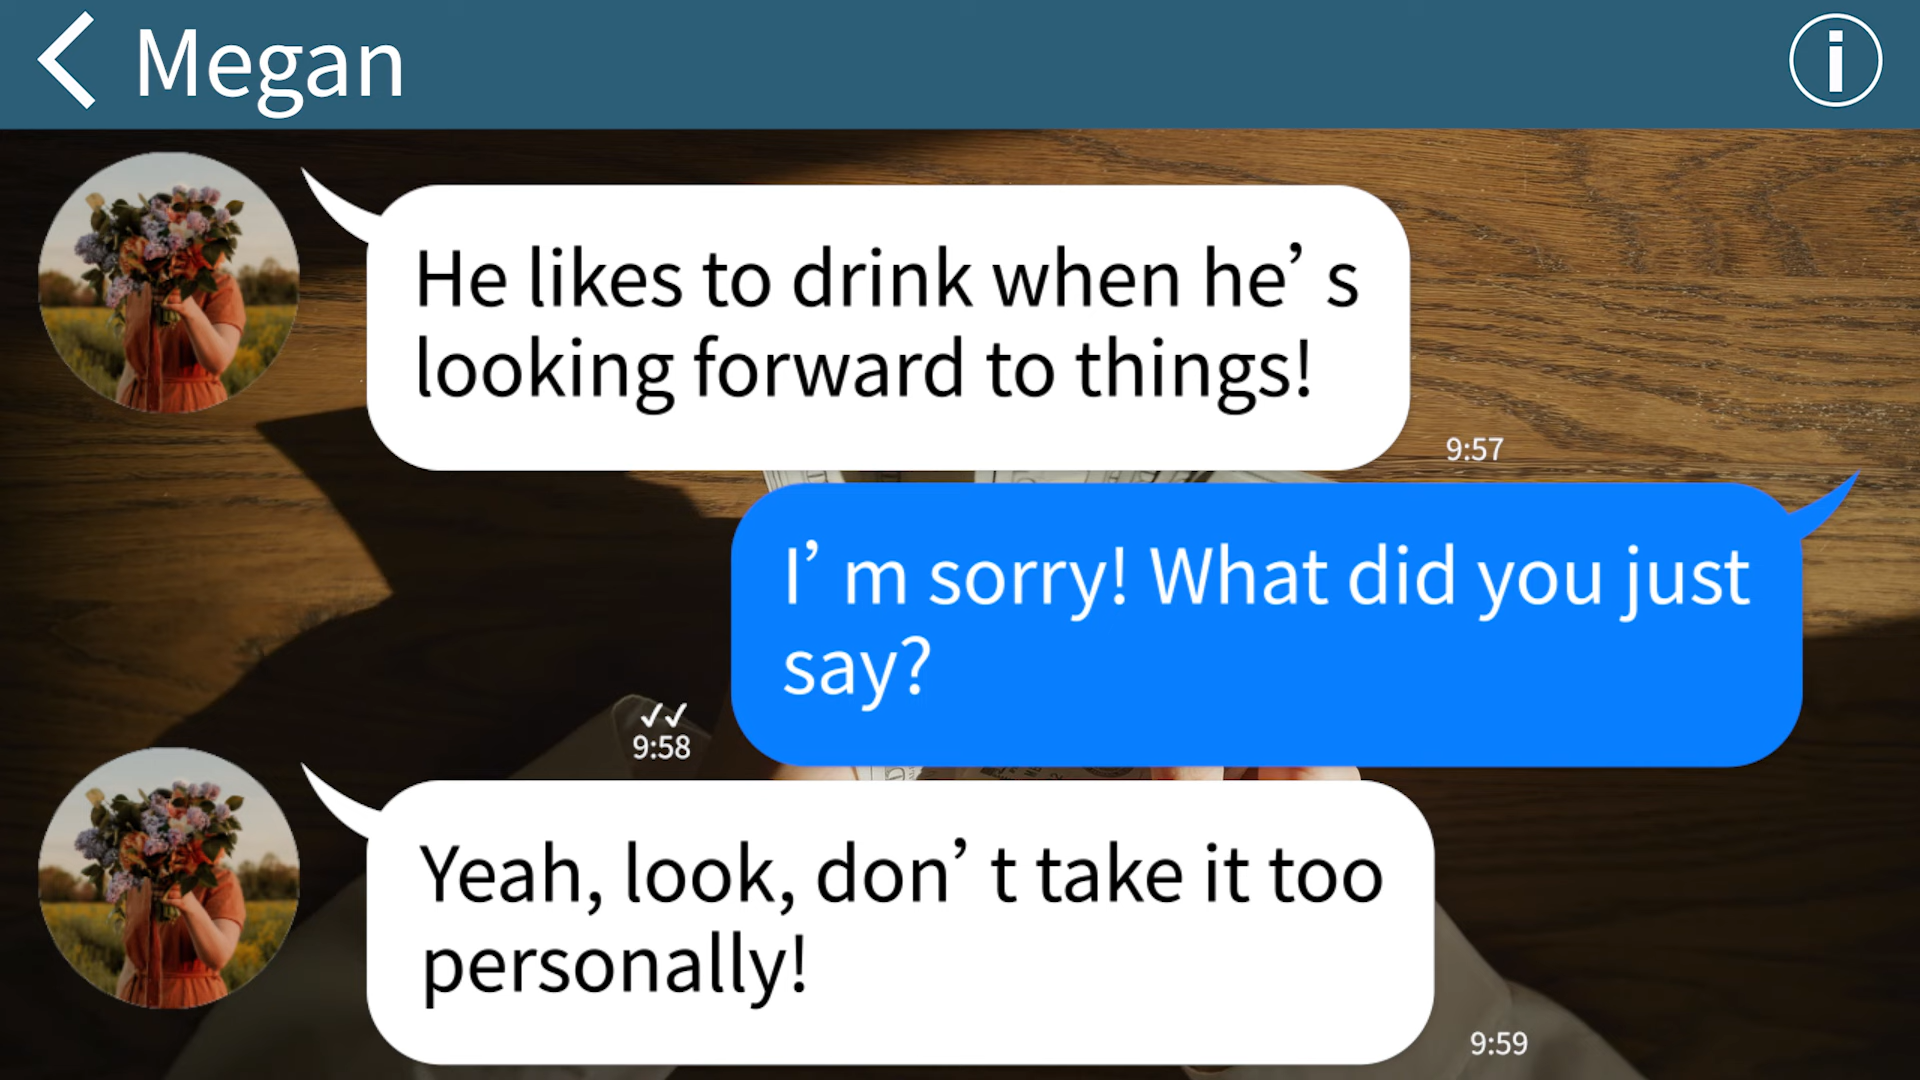 Megan
He likes to drink when he’s
looking forward to things!
9:57
I’m sorry! What did you just
say?
9:58
Yeah, look, don’t take it too
personally!
9:59